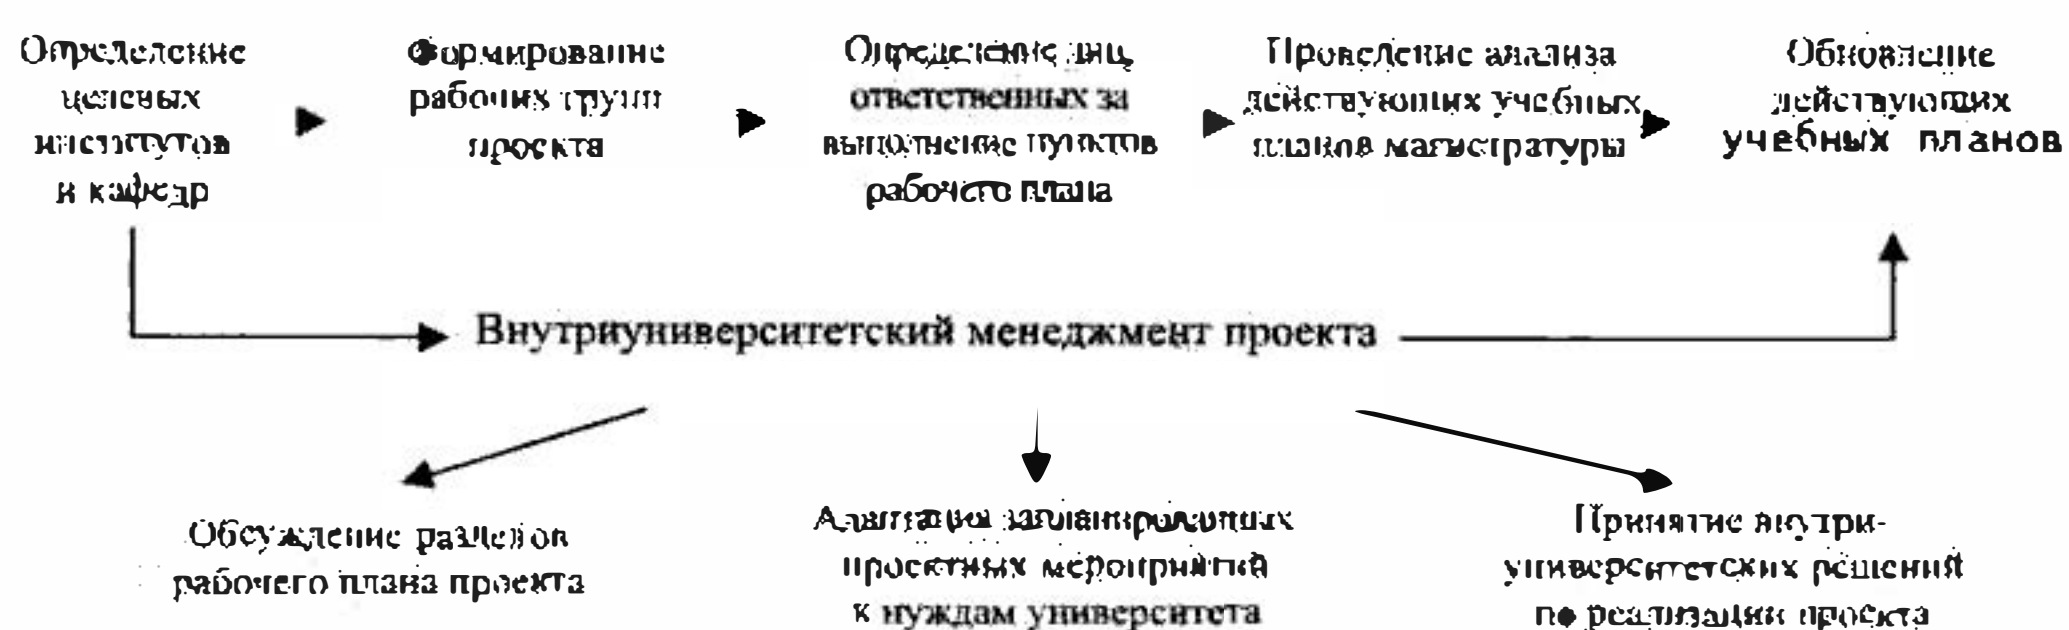 Определение
целевых
институтов
и кафедр
Формирование
рабочих групп
проекта
Определение лиц,
ответственных за
выполнение пунктов
рабочего плана
Проведение анализа
действующих учебных
планов магистратуры
Обновление
действующих
учебных планов
Внутриуниверситетский менеджмент проекта
Обсуждение разделов
рабочего плана проекта
Адаптация запланированных
проектных мероприятий
к нуждам университета
Принятие внутри-
университетских решений
по реализации проекта